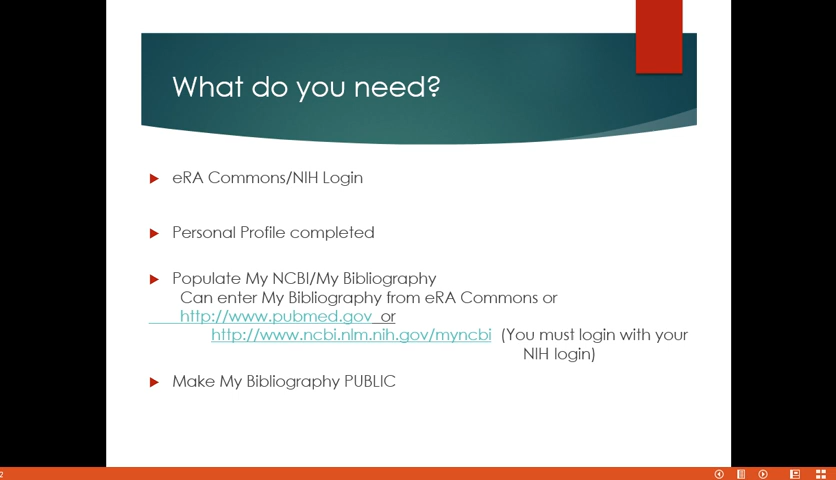 What do you need?
eRA Commons/NIH Login
Personal Profile completed
Populate My NCBI/My Bibliography
Can enter My Bibliography from eRA Commons or
http://www.pubmed.gov or
http://www.ncbi.nlm.nih.gov/myncbi (You must login with your
NIH login)
Make My Bibliography PUBLIC
2